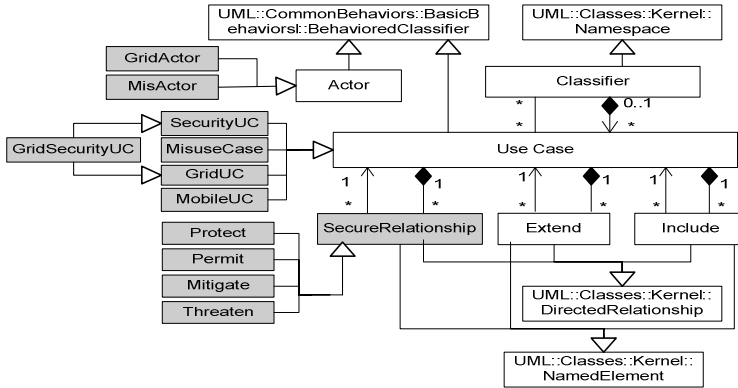 UML::CommonBehaviors::BasicB
ehaviorsI::BehavioredClassifier
UML::Classes::Kernel::
Namespace
GridActor
MisActor
Actor
Classifier
*
0..1
*
*
SecurityUC
GridSecurityUC
MisuseCase
GridUC
MobileUC
Use Case
1
1
1
1
1
1
*
*
*
*
*
*
SecureRelationship
Extend
Include
Protect
Permit
Mitigate
Threaten
UML::Classes::Kernel::
DirectedRelationship
UML::Classes::Kernel::
NamedElement